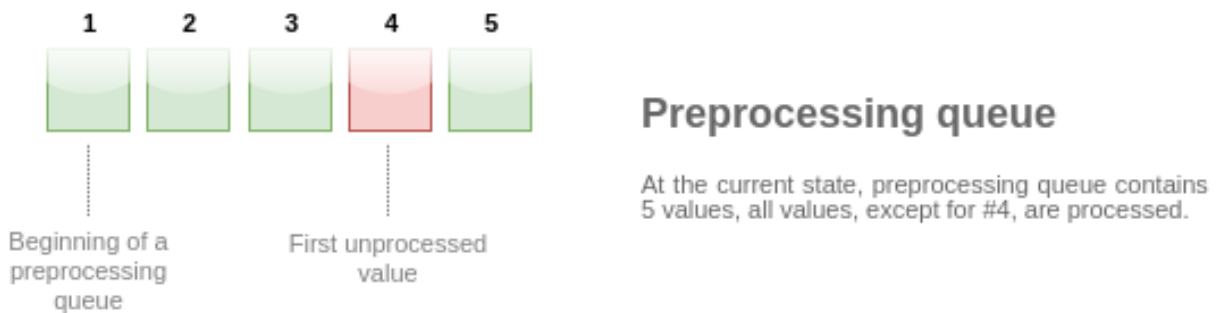 1 2 3 4 5
Beginning of a
preprocessing
queue
First unprocessed
value
Preprocessing queue
At the current state, preprocessing queue contains
5 values, all values, except for #4, are processed.